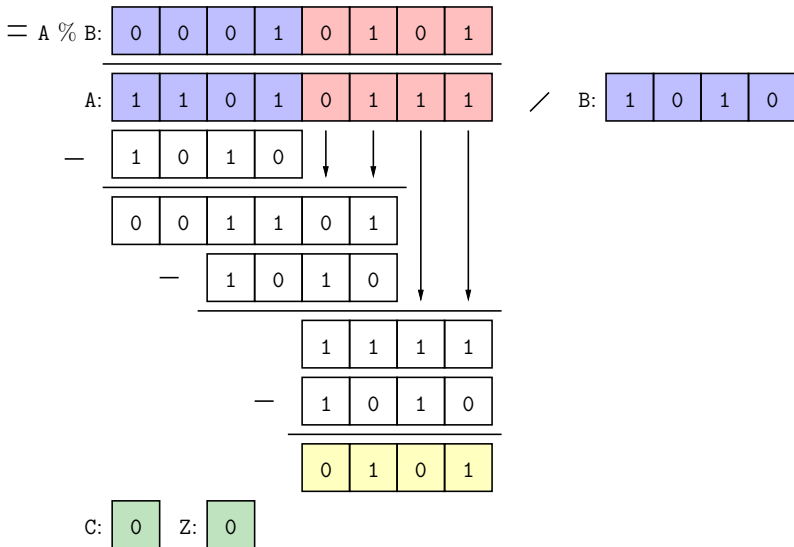 = A % B: 0 0 0 1 0 1 0 1
A: 1 1 0 1 0 1 1 1 / B: 1 0 1 0
— 1 0 1 0
0 0 1 1 0 1
— 1 0 1 0
1 1 1 1
— 1 0 1 0
0 1 0 1
C: 0 Z: 0